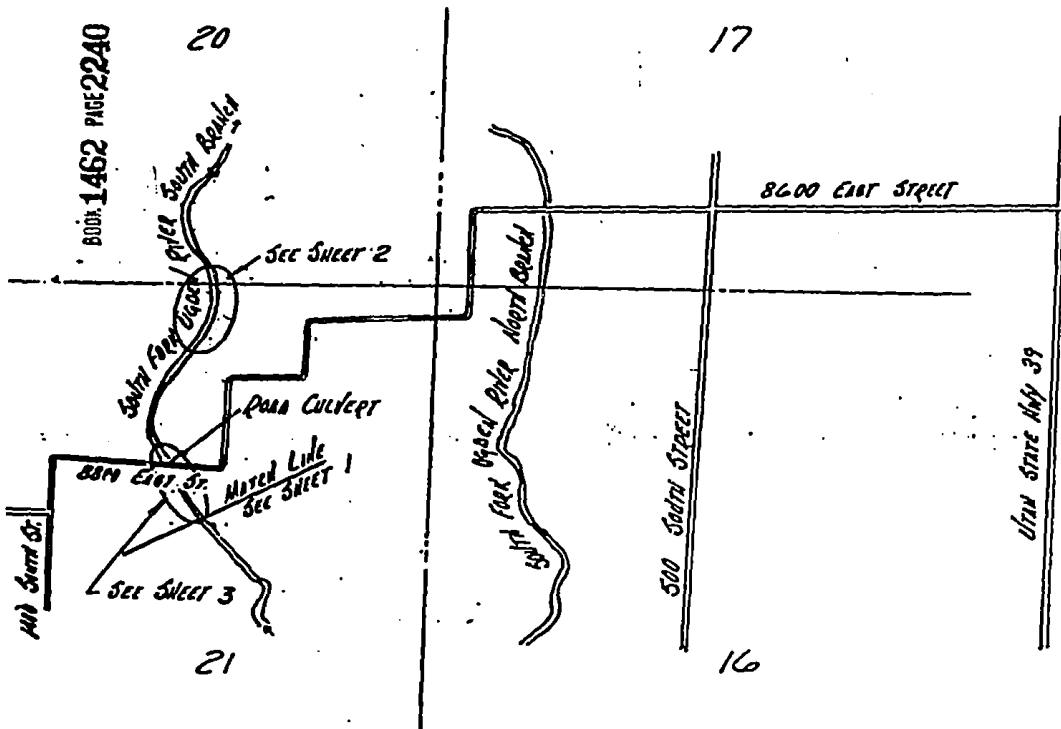 20
17
BOOK 1462 PAGE 2240
SOUTH FORK OGDEN RIVER SOUTH BRANCH
8600 EAST STREET
SEE SHEET 2
SOUTH FORK OGDEN RIVER NORTH BRANCH
ROAD CULVERT
EAST ST.
MATCH LINE
SEE SHEET 1
500 SOUTH STREET
UTAH STATE HWY 39
SOUTH ST.
SEE SHEET 3
21
16